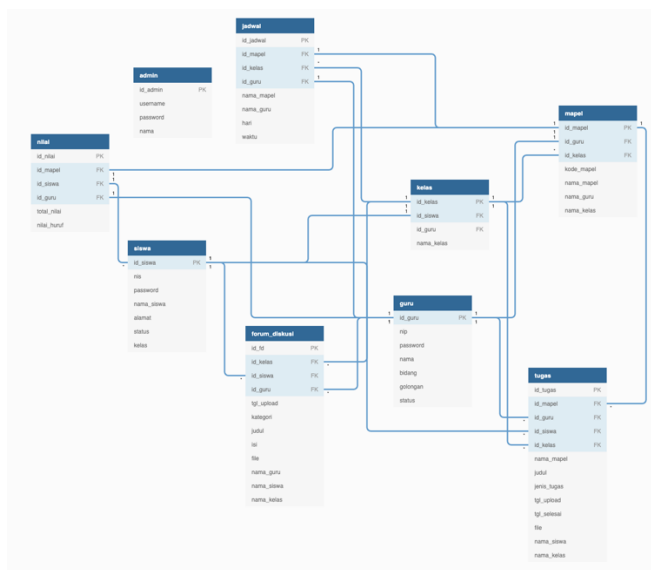 jadwal
id_jadwal PK
id_mapel FK
id_kelas FK
id_guru FK
nama_mapel
nama_guru
hari
waktu
admin
id_admin PK
username
password
nama
mapel
id_mapel PK
id_guru FK
id_kelas FK
kode_mapel
nama_mapel
nama_guru
nama_kelas
nilai
id_nilai PK
id_mapel FK
id_siswa FK
id_guru FK
total_nilai
nilai_huruf
kelas
id_kelas PK
id_siswa FK
id_guru FK
nama_kelas
siswa
id_siswa PK
nis
password
nama_siswa
alamat
status
kelas
guru
id_guru PK
nip
password
nama
bidang
golongan
status
forum_diskusi
id_fd PK
id_kelas FK
id_siswa FK
id_guru FK
tgl_upload
kategori
judul
isi
file
nama_guru
nama_siswa
nama_kelas
tugas
id_tugas PK
id_mapel FK
id_guru FK
id_siswa FK
id_kelas FK
nama_mapel
judul
jenis_tugas
tgl_upload
tgl_selesai
file
nama_siswa
nama_kelas